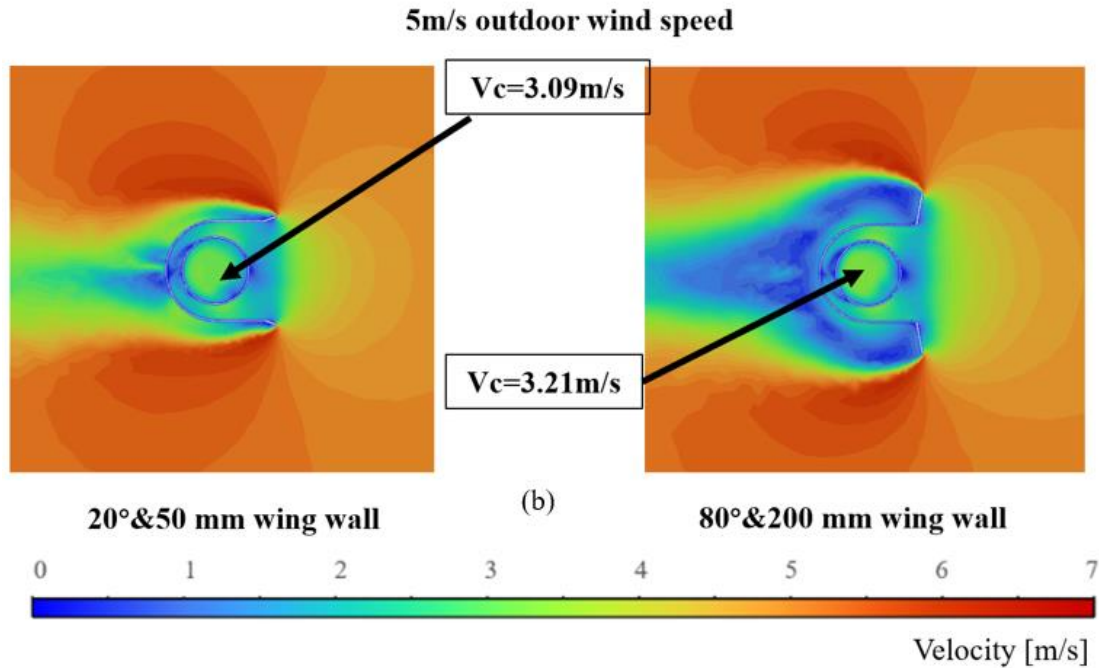 5m/s outdoor wind speed
Vc=3.09m/s
Vc=3.21m/s
(b)
20°&50 mm wing wall
80°&200 mm wing wall
0 1 2 3 4 5 6 7
Velocity [m/s]